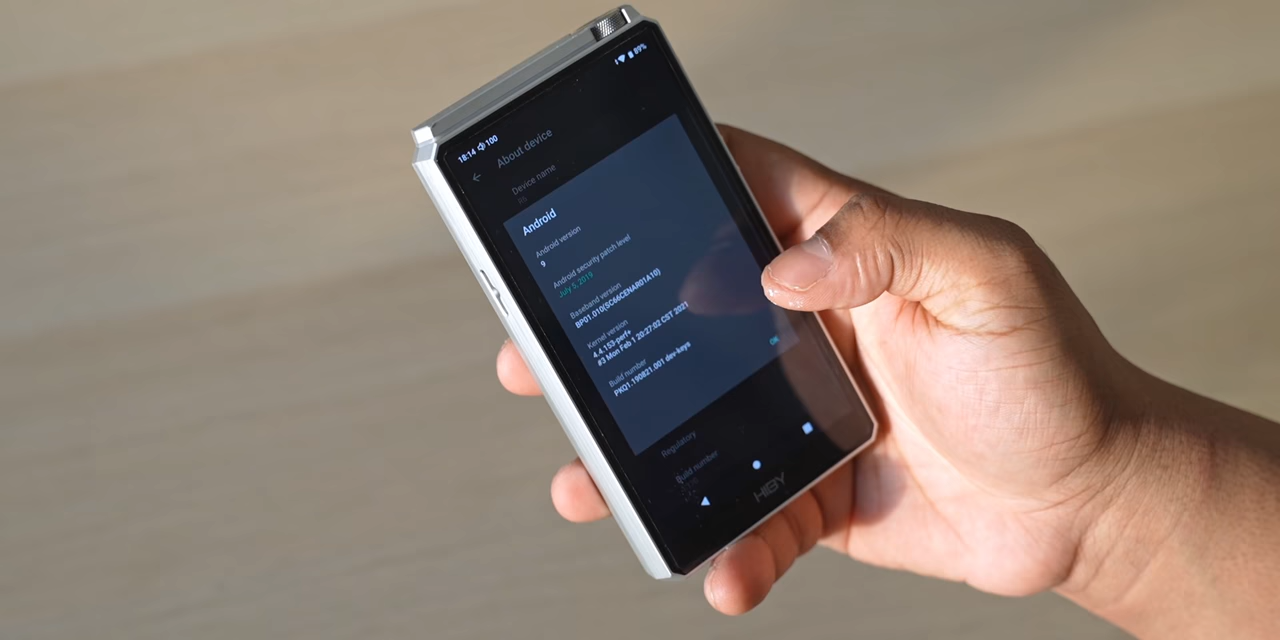 18:14 100 89%
About device
Device name
R6
Android
Android version
9
Android security patch level
July 5, 2019
Baseband version
BP01.010(SC66CENAR01A10)
Kernel version
4.4.153-perf+
#3 Mon Feb 1 20:27:02 CST 2021
Build number
PKQ1.190821.001 dev-keys
OK
Regulatory
Build number
HIBY